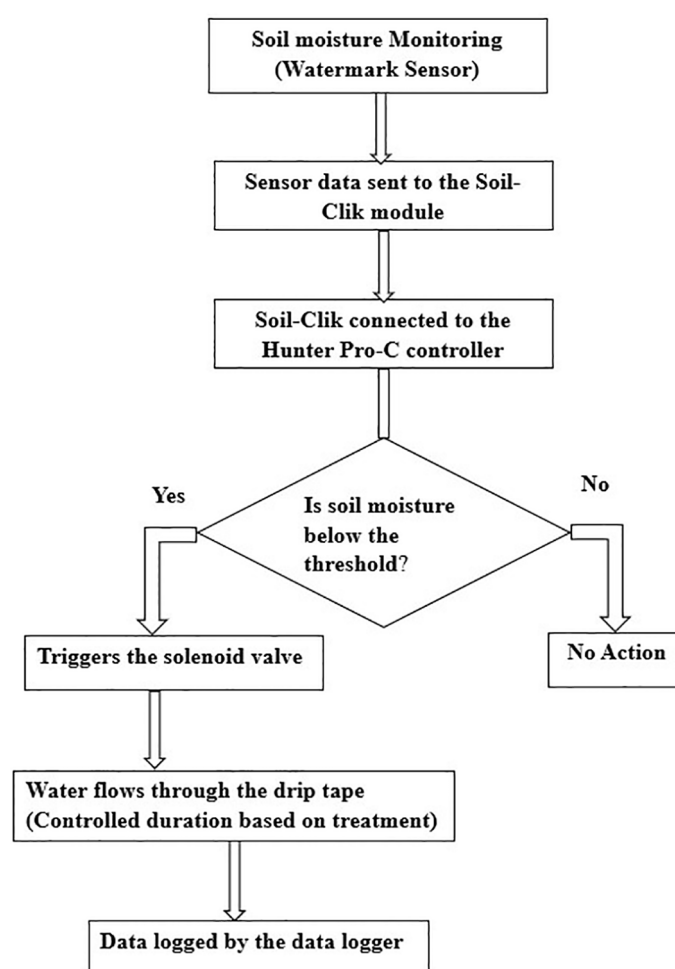 Soil moisture Monitoring
(Watermark Sensor)
Sensor data sent to the Soil-
Clik module
Soil-Clik connected to the
Hunter Pro-C controller
Yes
No
Is soil moisture
below the
threshold?
Triggers the solenoid valve
No Action
Water flows through the drip tape
(Controlled duration based on treatment)
Data logged by the data logger